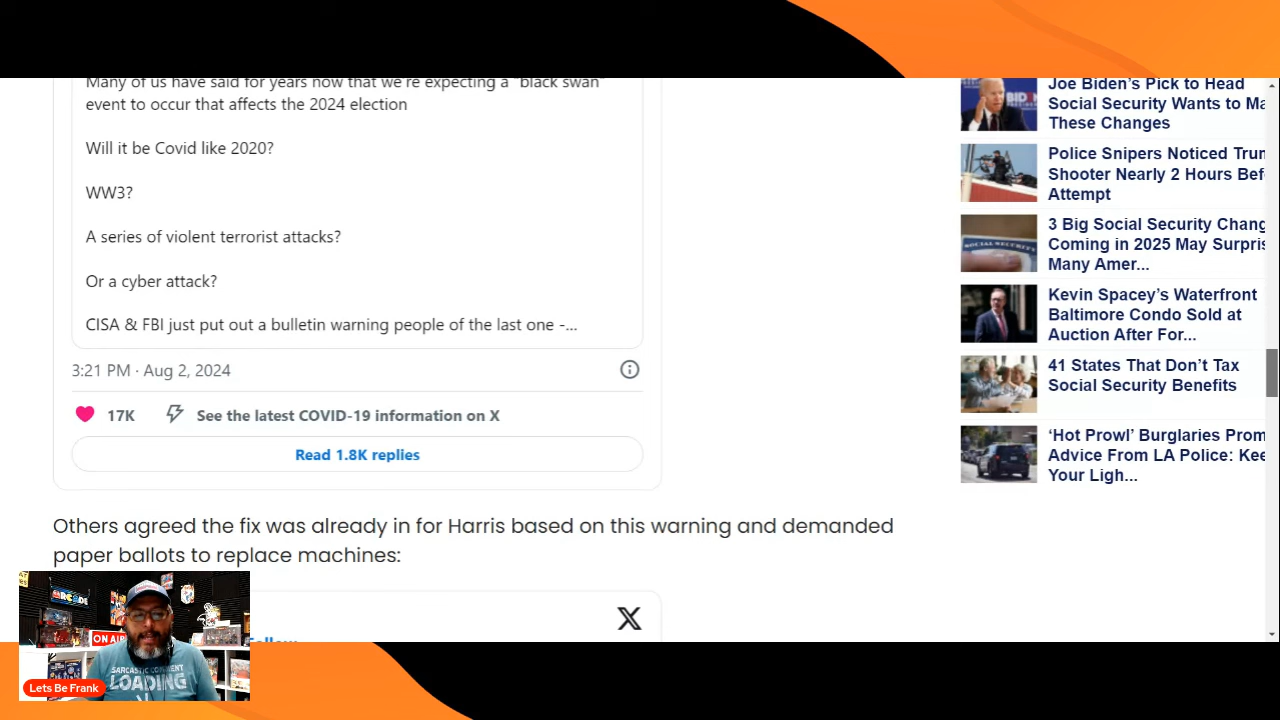 Many of us have said for years now that we're expecting a "black swan"
event to occur that affects the 2024 election
Will it be Covid like 2020?
WW3?
A series of violent terrorist attacks?
Or a cyber attack?
CISA & FBI just put out a bulletin warning people of the last one -...
3:21 PM · Aug 2, 2024
17K
See the latest COVID-19 information on X
Read 1.8K replies
Others agreed the fix was already in for Harris based on this warning and demanded
paper ballots to replace machines:
Joe Biden's Pick to Head
Social Security Wants to Ma
These Changes
Police Snipers Noticed Trum
Shooter Nearly 2 Hours Bef
Attempt
3 Big Social Security Chang
Coming in 2025 May Surpris
Many Amer...
Kevin Spacey's Waterfront
Baltimore Condo Sold at
Auction After For...
41 States That Don't Tax
Social Security Benefits
'Hot Prowl' Burglaries Prom
Advice From LA Police: Kee
Your Ligh...
ON AIR
SARCASTIC COMMENT
LOADING
Lets Be Frank